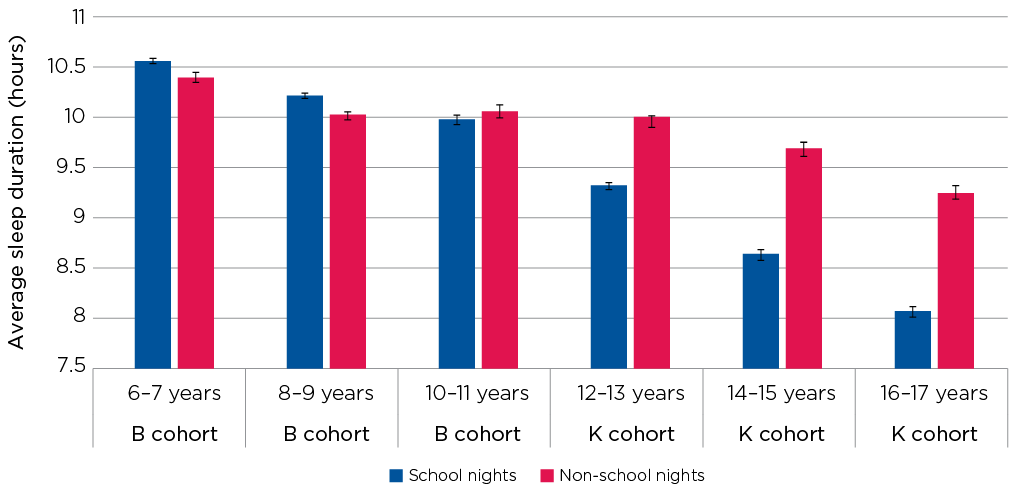 Average sleep duration (hours)
11
10.5
10
9.5
9
8.5
8
7.5
6–7 years 8–9 years 10–11 years 12–13 years 14–15 years 16–17 years
B cohort B cohort B cohort K cohort K cohort K cohort
School nights Non-school nights